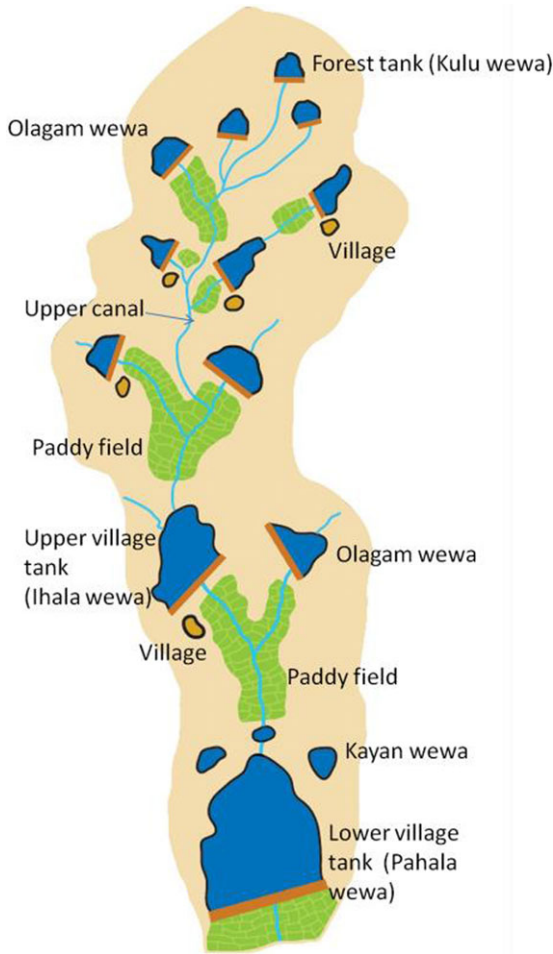 Forest tank (Kulu wewa)
Olagam wewa
Village
Upper canal
Paddy field
Upper village
tank
(Ihala wewa)
Olagam wewa
Village
Paddy field
Kayan wewa
Lower village
tank (Pahala
wewa)